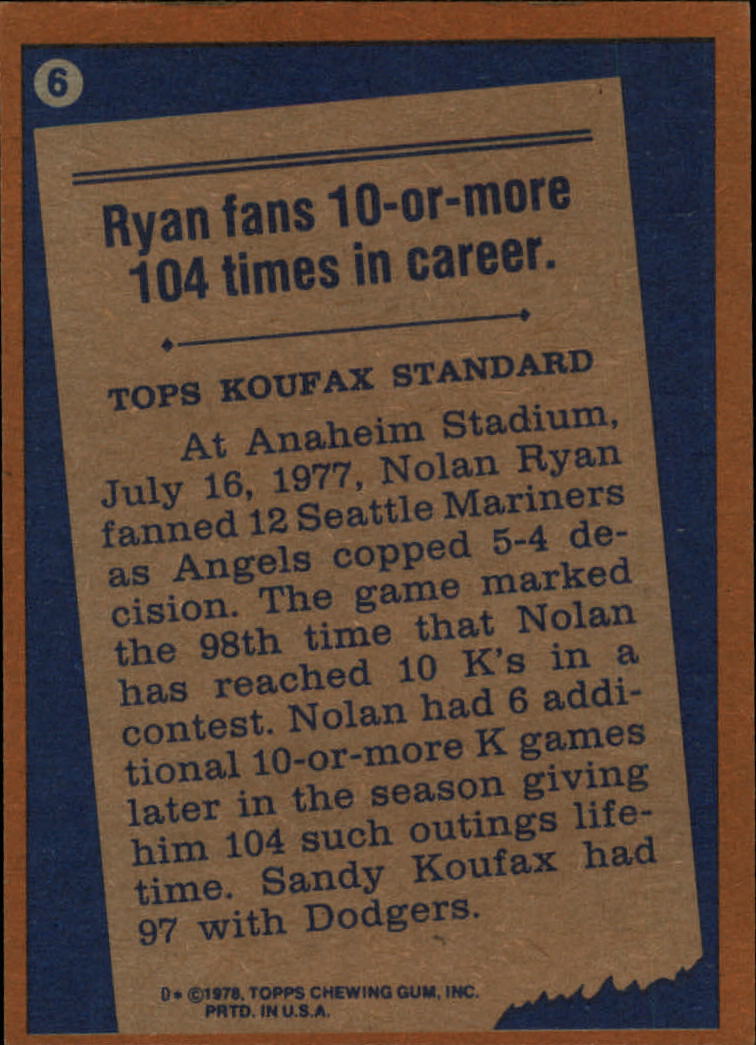 6
Ryan fans 10-or-more
104 times in career.
TOPS KOUFAX STANDARD
At Anaheim Stadium,
July 16, 1977, Nolan Ryan
fanned 12 Seattle Mariners
as Angels copped 5-4 de-
cision. The game marked
the 98th time that Nolan
has reached 10 K's in a
contest. Nolan had 6 addi-
tional 10-or-more K games
later in the season giving
him 104 such outings life-
time. Sandy Koufax had
97 with Dodgers.
D* ©1978, TOPPS CHEWING GUM, INC.
PRTD. IN U.S.A.